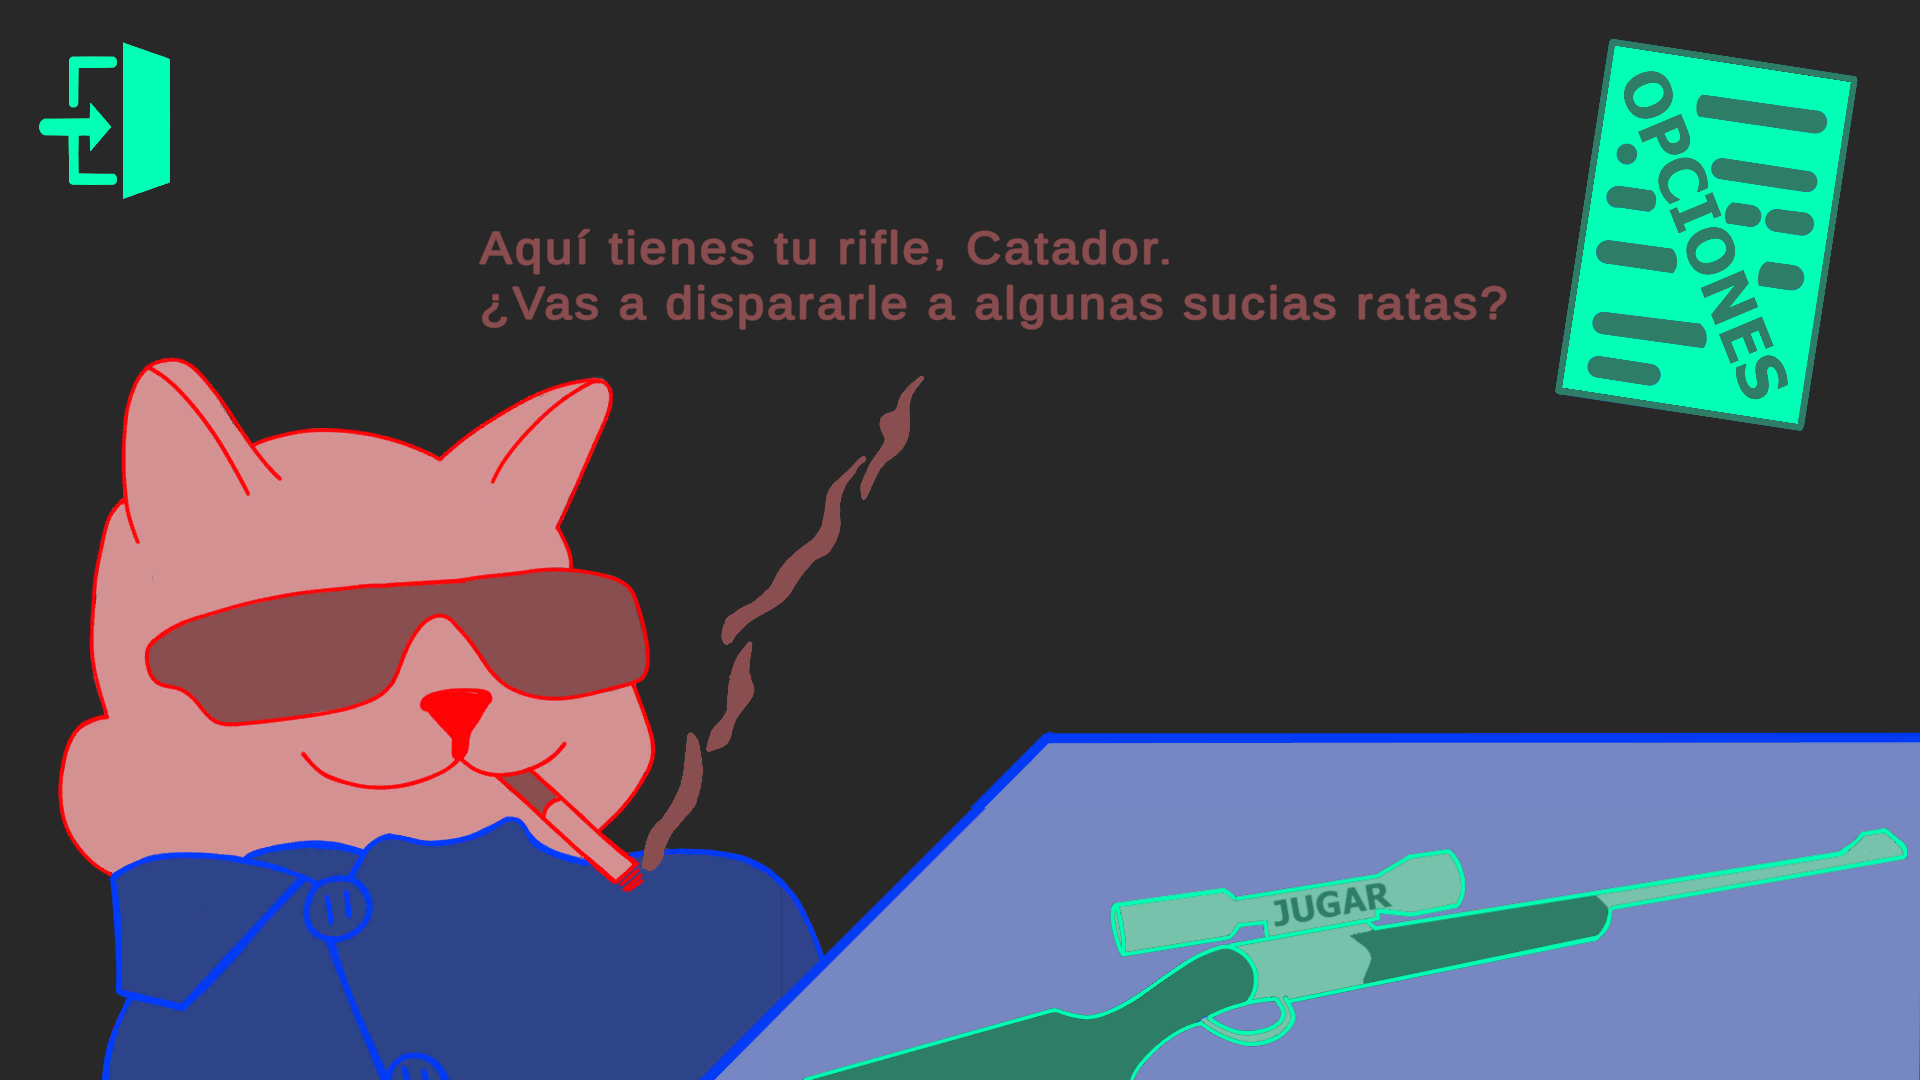 OPCIONES
Aquí tienes tu rifle, Catador.
¿Vas a dispararle a algunas sucias ratas?
JUGAR